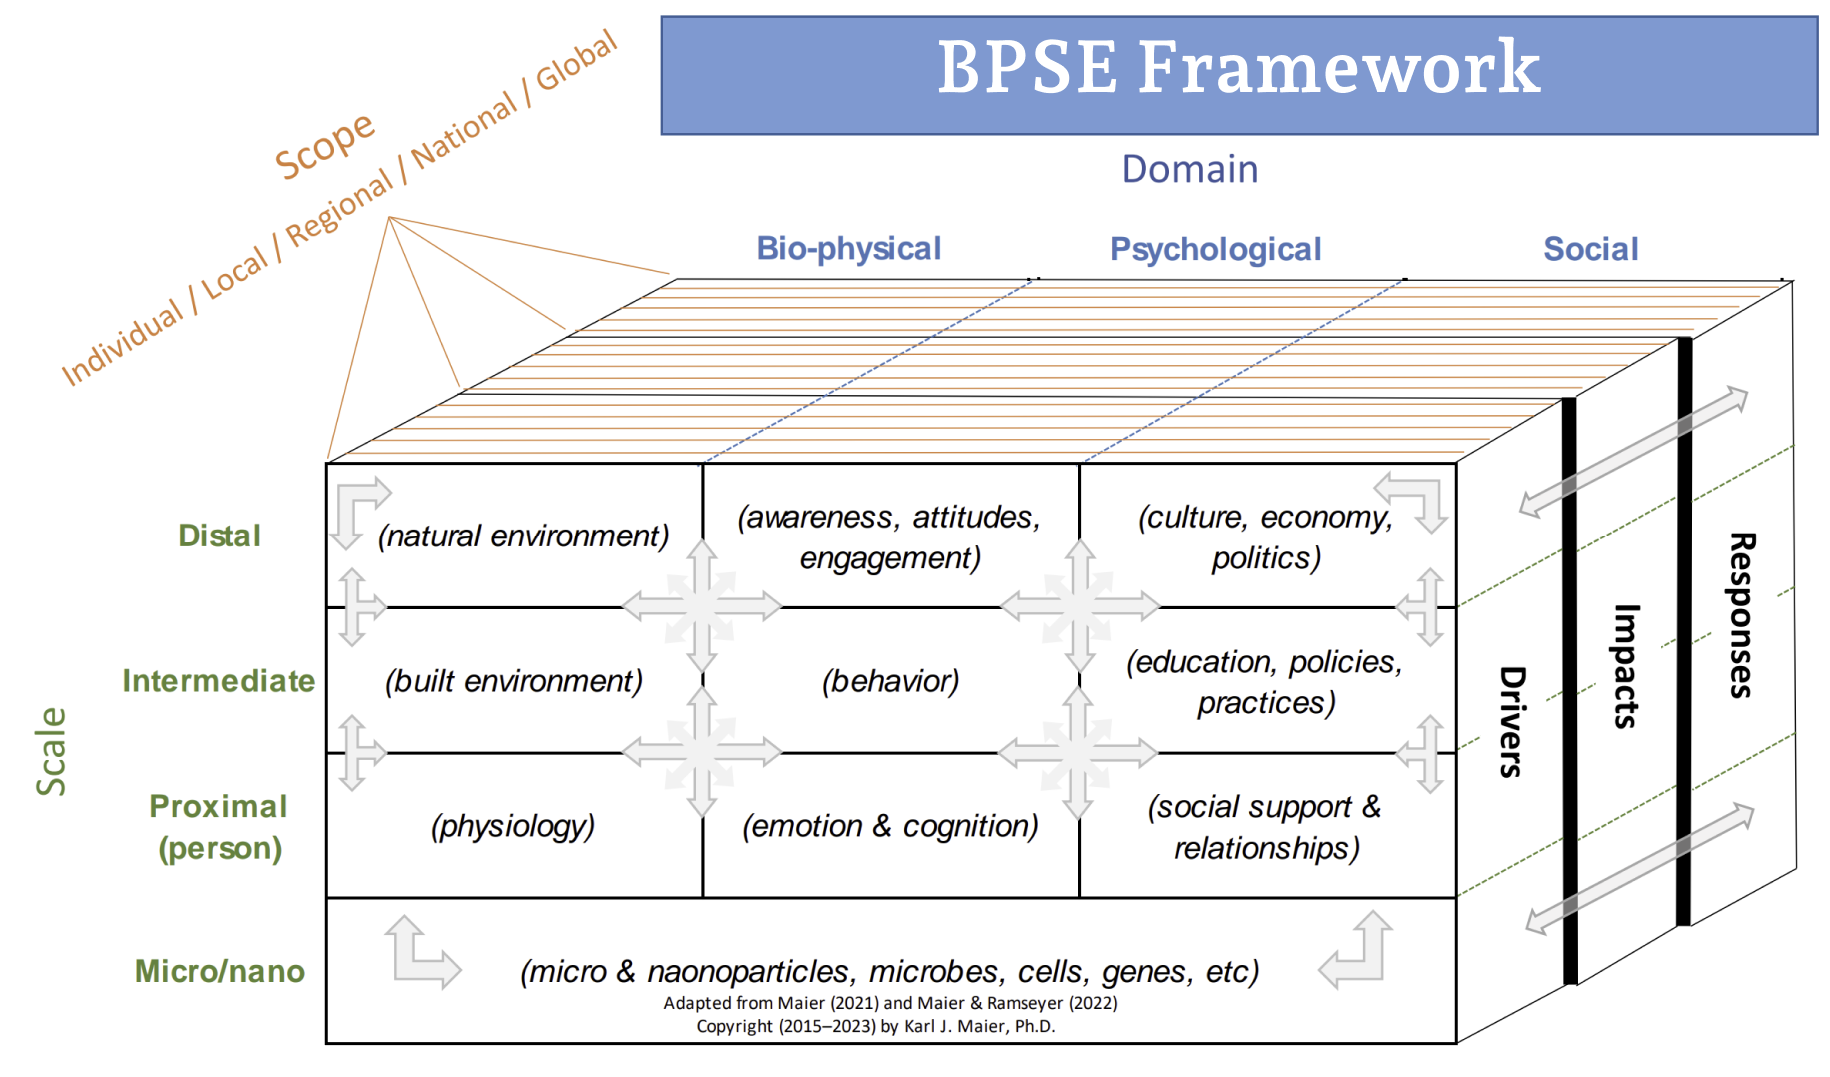 BPSE Framework
Domain
Scope
Individual / Local / Regional / National / Global
Bio-physical
Psychological
Social
Scale
Distal
(natural environment)
(awareness, attitudes,
engagement)
(culture, economy,
politics)
Intermediate
(built environment)
(behavior)
(education, policies,
practices)
Proximal
(person)
(physiology)
(emotion & cognition)
(social support &
relationships)
Micro/nano
(micro & naonoparticles, microbes, cells, genes, etc)
Adapted from Maier (2021) and Maier & Ramseyer (2022)
Copyright (2015–2023) by Karl J. Maier, Ph.D.
Drivers
Impacts
Responses